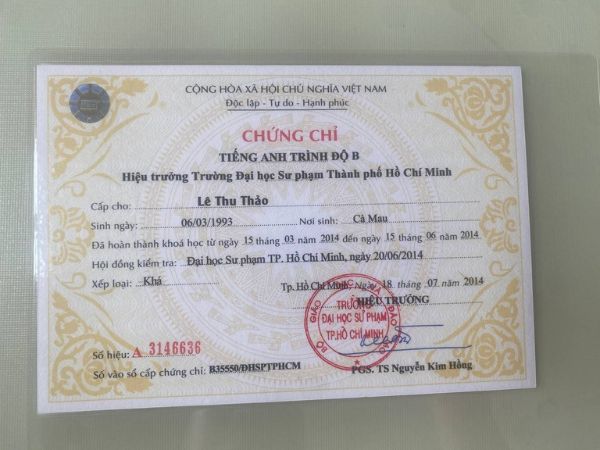 CỘNG HÒA XÃ HỘI CHỦ NGHĨA VIỆT NAM
Độc lập - Tự do - Hạnh phúc
CHỨNG CHỈ
TIẾNG ANH TRÌNH ĐỘ B
Hiệu trưởng Trường Đại học Sư phạm Thành phố Hồ Chí Minh
Cấp cho: Lê Thu Thảo
Sinh ngày: 06/03/1993 Nơi sinh: Cà Mau
Đã hoàn thành khoá học từ ngày 15 tháng 03 năm 2014 đến ngày 15 tháng 06 năm 2014
Hội đồng kiểm tra: Đại học Sư phạm TP. Hồ Chí Minh, ngày 20/06/2014
Xếp loại: Khá
Tp. Hồ Chí Minh, Ngày 18 tháng 07 năm 2014
HIỆU TRƯỞNG
BỘ GIÁO DỤC VÀ ĐÀO TẠO
TRƯỜNG
ĐẠI HỌC SƯ PHẠM
TP.HỒ CHÍ MINH
Số hiệu: A 3146636
Số vào sổ cấp chứng chỉ: B35550/ĐHSPTPHCM
PGS. TS Nguyễn Kim Hồng